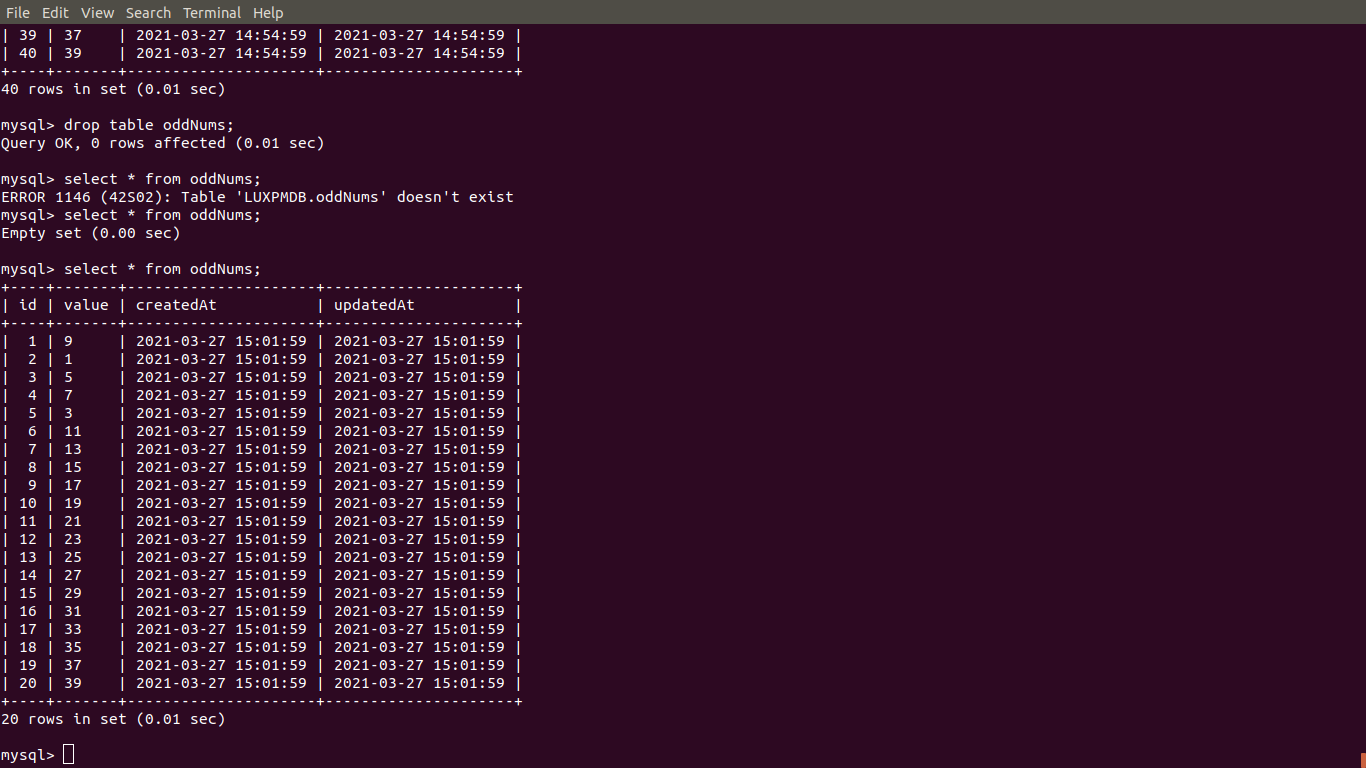 File Edit View Search Terminal Help
| 39 | 37    | 2021-03-27 14:54:59 | 2021-03-27 14:54:59 |
| 40 | 39    | 2021-03-27 14:54:59 | 2021-03-27 14:54:59 |
+----+-------+---------------------+---------------------+
40 rows in set (0.01 sec)
mysql> drop table oddNums;
Query OK, 0 rows affected (0.01 sec)
mysql> select * from oddNums;
ERROR 1146 (42S02): Table 'LUXPMDB.oddNums' doesn't exist
mysql> select * from oddNums;
Empty set (0.00 sec)
mysql> select * from oddNums;
+----+-------+---------------------+---------------------+
| id | value | createdAt           | updatedAt           |
+----+-------+---------------------+---------------------+
|  1 | 9     | 2021-03-27 15:01:59 | 2021-03-27 15:01:59 |
|  2 | 1     | 2021-03-27 15:01:59 | 2021-03-27 15:01:59 |
|  3 | 5     | 2021-03-27 15:01:59 | 2021-03-27 15:01:59 |
|  4 | 7     | 2021-03-27 15:01:59 | 2021-03-27 15:01:59 |
|  5 | 3     | 2021-03-27 15:01:59 | 2021-03-27 15:01:59 |
|  6 | 11    | 2021-03-27 15:01:59 | 2021-03-27 15:01:59 |
|  7 | 13    | 2021-03-27 15:01:59 | 2021-03-27 15:01:59 |
|  8 | 15    | 2021-03-27 15:01:59 | 2021-03-27 15:01:59 |
|  9 | 17    | 2021-03-27 15:01:59 | 2021-03-27 15:01:59 |
| 10 | 19    | 2021-03-27 15:01:59 | 2021-03-27 15:01:59 |
| 11 | 21    | 2021-03-27 15:01:59 | 2021-03-27 15:01:59 |
| 12 | 23    | 2021-03-27 15:01:59 | 2021-03-27 15:01:59 |
| 13 | 25    | 2021-03-27 15:01:59 | 2021-03-27 15:01:59 |
| 14 | 27    | 2021-03-27 15:01:59 | 2021-03-27 15:01:59 |
| 15 | 29    | 2021-03-27 15:01:59 | 2021-03-27 15:01:59 |
| 16 | 31    | 2021-03-27 15:01:59 | 2021-03-27 15:01:59 |
| 17 | 33    | 2021-03-27 15:01:59 | 2021-03-27 15:01:59 |
| 18 | 35    | 2021-03-27 15:01:59 | 2021-03-27 15:01:59 |
| 19 | 37    | 2021-03-27 15:01:59 | 2021-03-27 15:01:59 |
| 20 | 39    | 2021-03-27 15:01:59 | 2021-03-27 15:01:59 |
+----+-------+---------------------+---------------------+
20 rows in set (0.01 sec)
mysql>